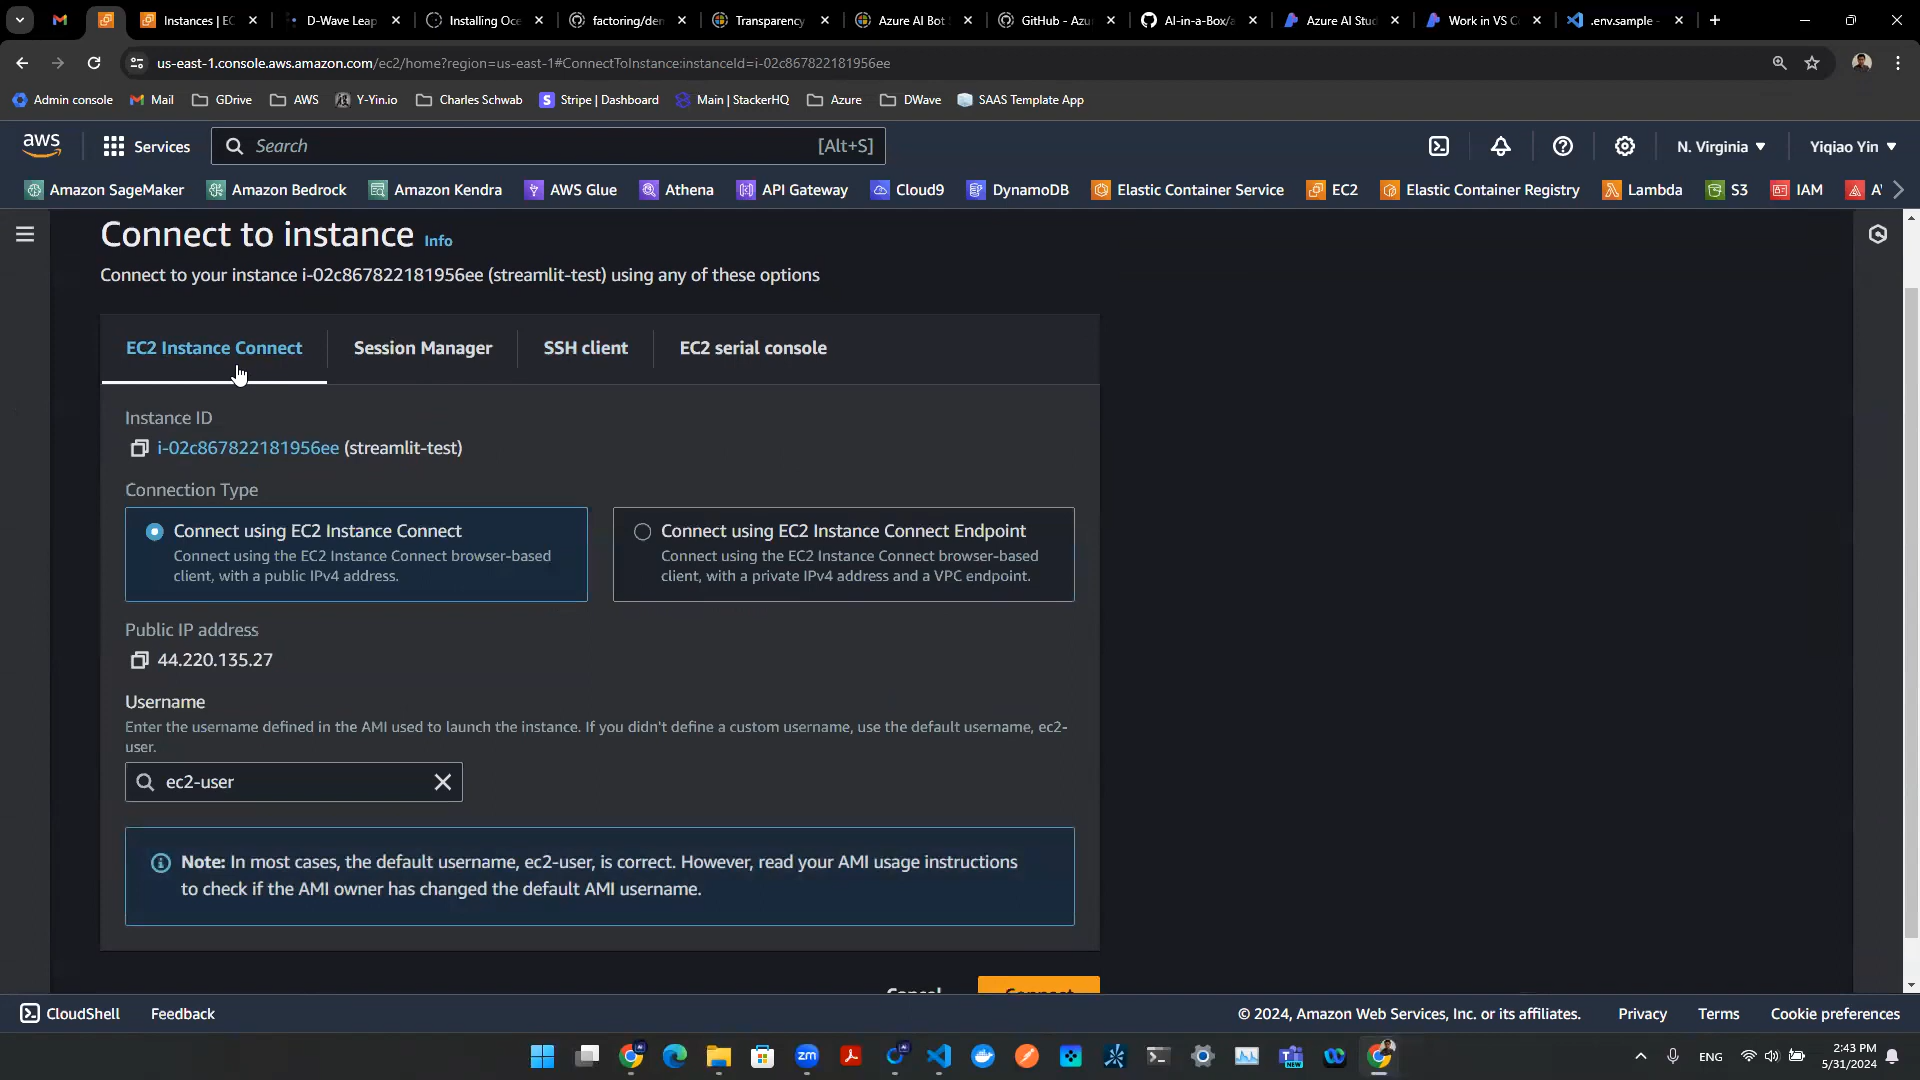 Instances | EC
D-Wave Leap
Installing Oce
factoring/den
Transparency
Azure AI Bot
GitHub - Azu
AI-in-a-Box/a
Azure AI Stud
Work in VS C
.env.sample -
us-east-1.console.aws.amazon.com/ec2/home?region=us-east-1#ConnectToInstance:instanceId=i-02c867822181956ee
Admin console
Mail
GDrive
AWS
Y-Yin.io
Charles Schwab
Stripe | Dashboard
Main | StackerHQ
Azure
DWave
SAAS Template App
aws
Services
Search
[Alt+S]
N. Virginia
Yiqiao Yin
Amazon SageMaker
Amazon Bedrock
Amazon Kendra
AWS Glue
Athena
API Gateway
Cloud9
DynamoDB
Elastic Container Service
EC2
Elastic Container Registry
Lambda
S3
IAM
Connect to instance Info
Connect to your instance i-02c867822181956ee (streamlit-test) using any of these options
EC2 Instance Connect
Session Manager
SSH client
EC2 serial console
Instance ID
i-02c867822181956ee (streamlit-test)
Connection Type
Connect using EC2 Instance Connect
Connect using the EC2 Instance Connect browser-based
client, with a public IPv4 address.
Connect using EC2 Instance Connect Endpoint
Connect using the EC2 Instance Connect browser-based
client, with a private IPv4 address and a VPC endpoint.
Public IP address
44.220.135.27
Username
Enter the username defined in the AMI used to launch the instance. If you didn't define a custom username, use the default username, ec2-
user.
ec2-user
Note: In most cases, the default username, ec2-user, is correct. However, read your AMI usage instructions
to check if the AMI owner has changed the default AMI username.
Cancel
Connect
CloudShell
Feedback
© 2024, Amazon Web Services, Inc. or its affiliates.
Privacy
Terms
Cookie preferences
ENG
2:43 PM
5/31/2024